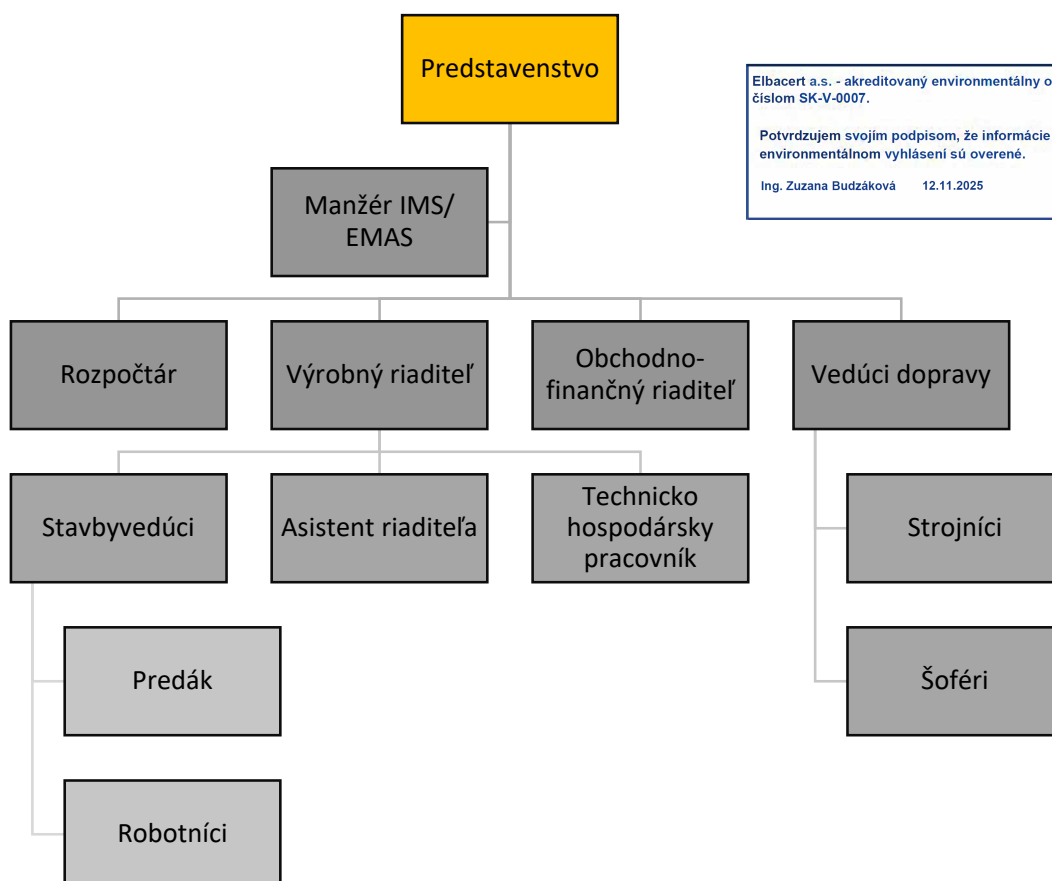 Predstavenstvo
Elbacert a.s. - akreditovaný environmentálny o
číslom SK-V-0007.
Potvrdzujem svojím podpisom, že informácie
environmentálnom vyhlásení sú overené.
Ing. Zuzana Budzáková 12.11.2025
Manžér IMS/
EMAS
Rozpočtár
Výrobný riaditeľ
Obchodno-
finančný riaditeľ
Vedúci dopravy
Stavbyvedúci
Asistent riaditeľa
Technicko
hospodársky
pracovník
Strojníci
Predák
Šoféri
Robotníci